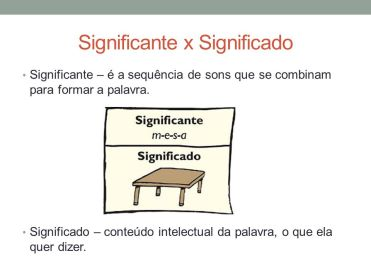 Significante x Significado
• Significante – é a sequência de sons que se combinam
para formar a palavra.
Significante
m-e-s-a
Significado
• Significado – conteúdo intelectual da palavra, o que ela
quer dizer.